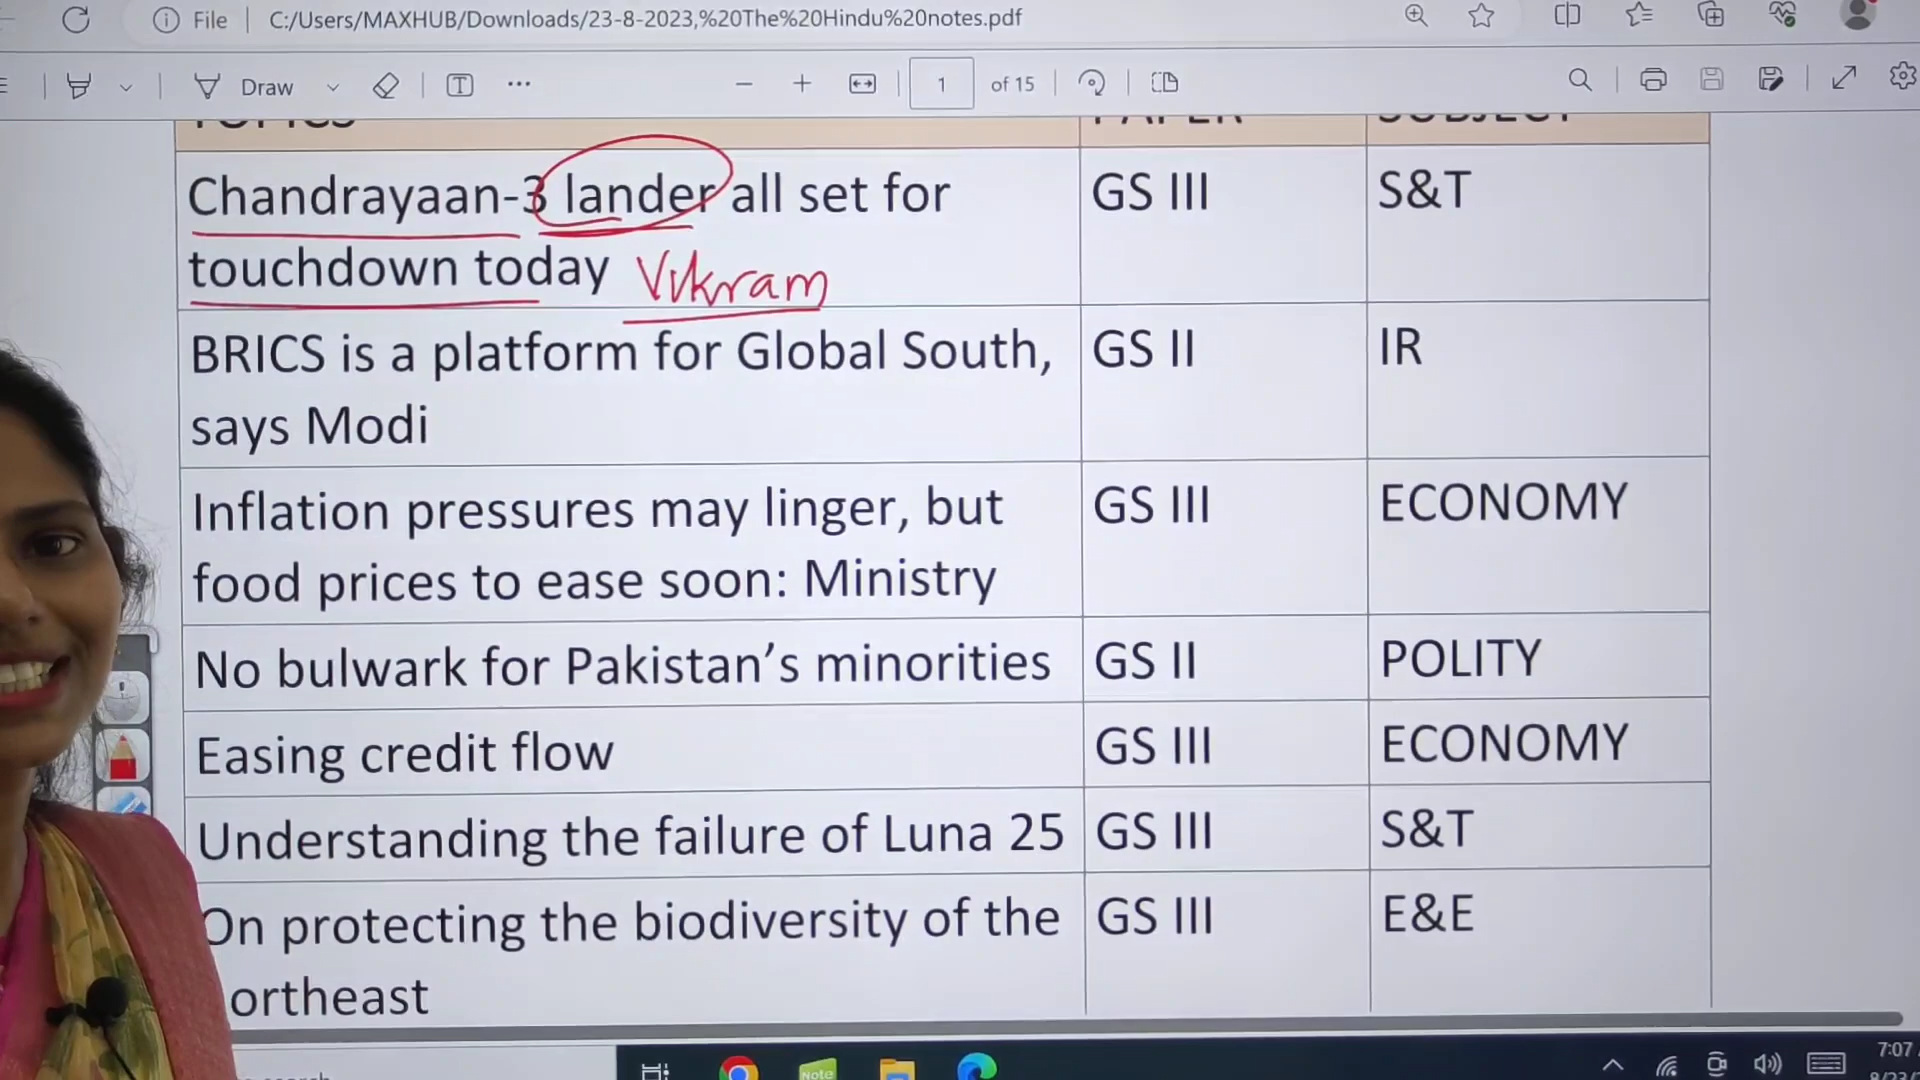 File | C:/Users/MAXHUB/Downloads/23-8-2023,%20The%20Hindu%20notes.pdf
Draw
1 of 15
TOPICS PAPER SUBJECT
Chandrayaan-3 lander all set for GS III S&T
touchdown today Vikram
BRICS is a platform for Global South, GS II IR
says Modi
Inflation pressures may linger, but GS III ECONOMY
food prices to ease soon: Ministry
No bulwark for Pakistan’s minorities GS II POLITY
Easing credit flow GS III ECONOMY
Understanding the failure of Luna 25 GS III S&T
On protecting the biodiversity of the GS III E&E
ortheast
Note
7:07